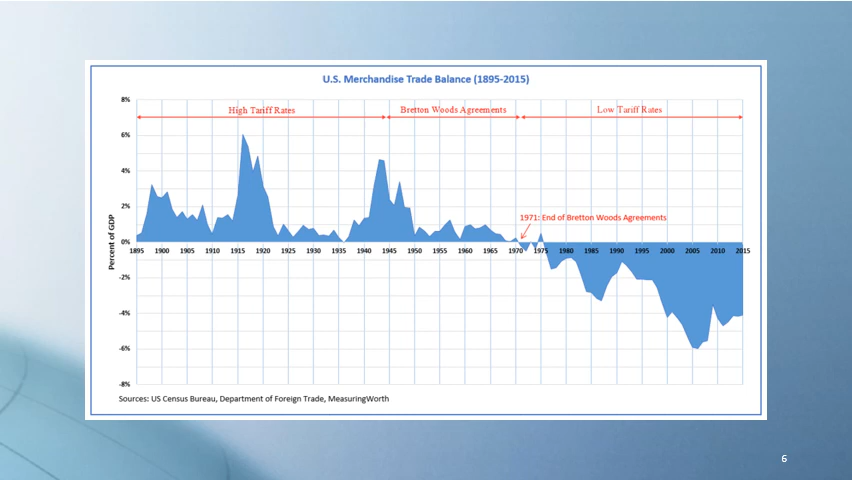 U.S. Merchandise Trade Balance (1895-2015)
8%
High Tariff Rates Bretton Woods Agreements Low Tariff Rates
6%
4%
2%
1971: End of Bretton Woods Agreements
Percent of GDP
0%
1895 1900 1905 1910 1915 1920 1925 1930 1935 1940 1945 1950 1955 1960 1965 1970 1975 1980 1985 1990 1995 2000 2005 2010 2015
-2%
-4%
-6%
-8%
Sources: US Census Bureau, Department of Foreign Trade, MeasuringWorth
6